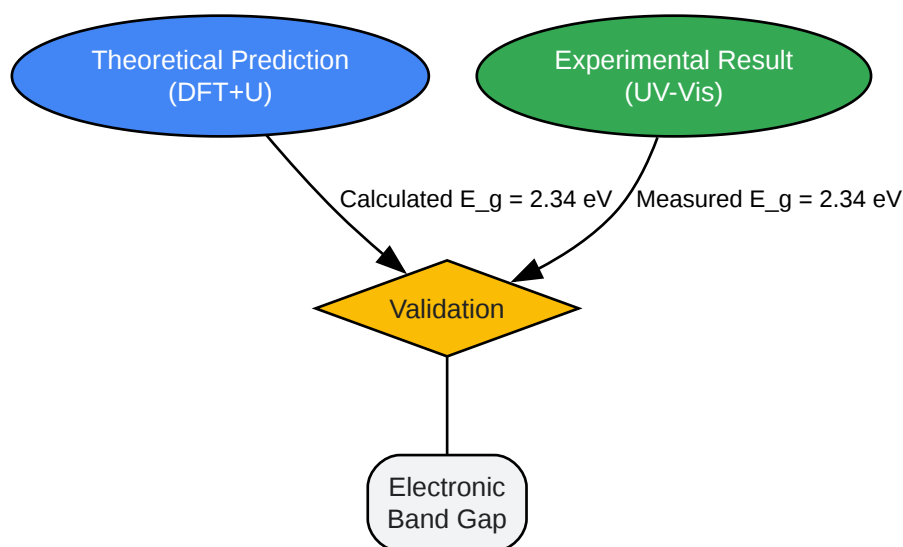 Theoretical Prediction
(DFT+U)
Experimental Result
(UV-Vis)
Calculated E_g = 2.34 eV
Measured E_g = 2.34 eV
Validation
Electronic
Band Gap